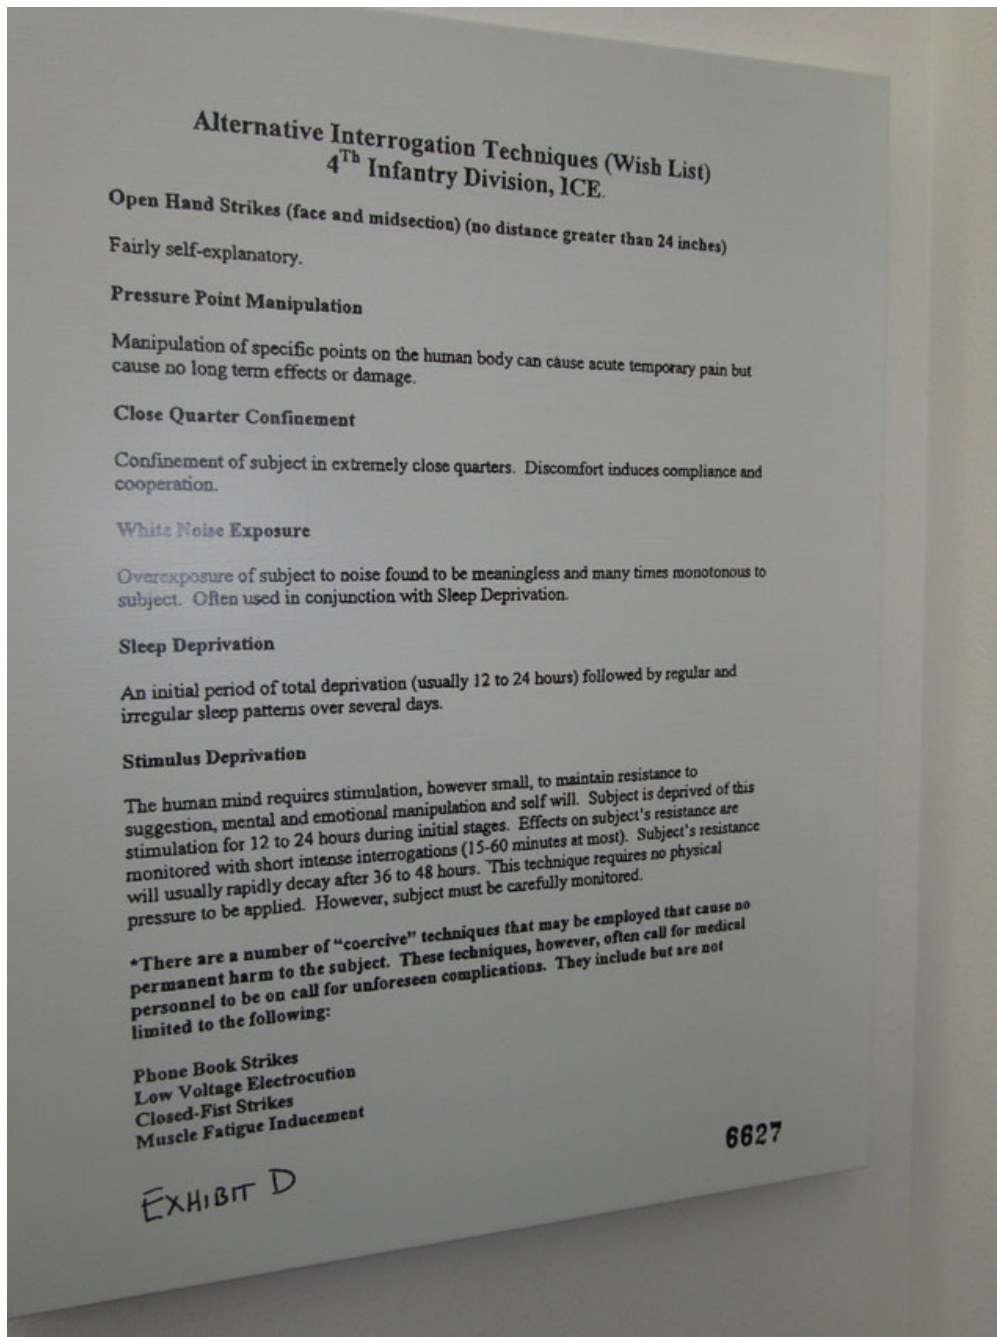 Alternative Interrogation Techniques (Wish List)
4Th Infantry Division, ICE.
Open Hand Strikes (face and midsection) (no distance greater than 24 inches)
Fairly self-explanatory.
Pressure Point Manipulation
Manipulation of specific points on the human body can cause acute temporary pain but
cause no long term effects or damage.
Close Quarter Confinement
Confinement of subject in extremely close quarters. Discomfort induces compliance and
cooperation.
White Noise Exposure
Overexposure of subject to noise found to be meaningless and many times monotonous to
subject. Often used in conjunction with Sleep Deprivation.
Sleep Deprivation
An initial period of total deprivation (usually 12 to 24 hours) followed by regular and
irregular sleep patterns over several days.
Stimulus Deprivation
The human mind requires stimulation, however small, to maintain resistance to
suggestion, mental and emotional manipulation and self will. Subject is deprived of this
stimulation for 12 to 24 hours during initial stages. Effects on subject's resistance are
monitored with short intense interrogations (15-60 minutes at most). Subject's resistance
will usually rapidly decay after 36 to 48 hours. This technique requires no physical
pressure to be applied. However, subject must be carefully monitored.
*There are a number of "coercive" techniques that may be employed that cause no
permanent harm to the subject. These techniques, however, often call for medical
personnel to be on call for unforeseen complications. They include but are not
limited to the following:
Phone Book Strikes
Low Voltage Electrocution
Closed-Fist Strikes
Muscle Fatigue Inducement
6627
EXHIBIT D